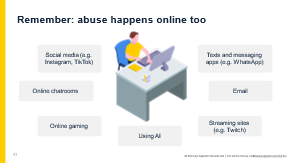 Remember: abuse happens online too
Social media (e.g.
Instagram, TikTok)
Texts and messaging
apps (e.g. WhatsApp)
Online chatrooms
Email
Online gaming
Streaming sites
(e.g. Twitch)
Using AI